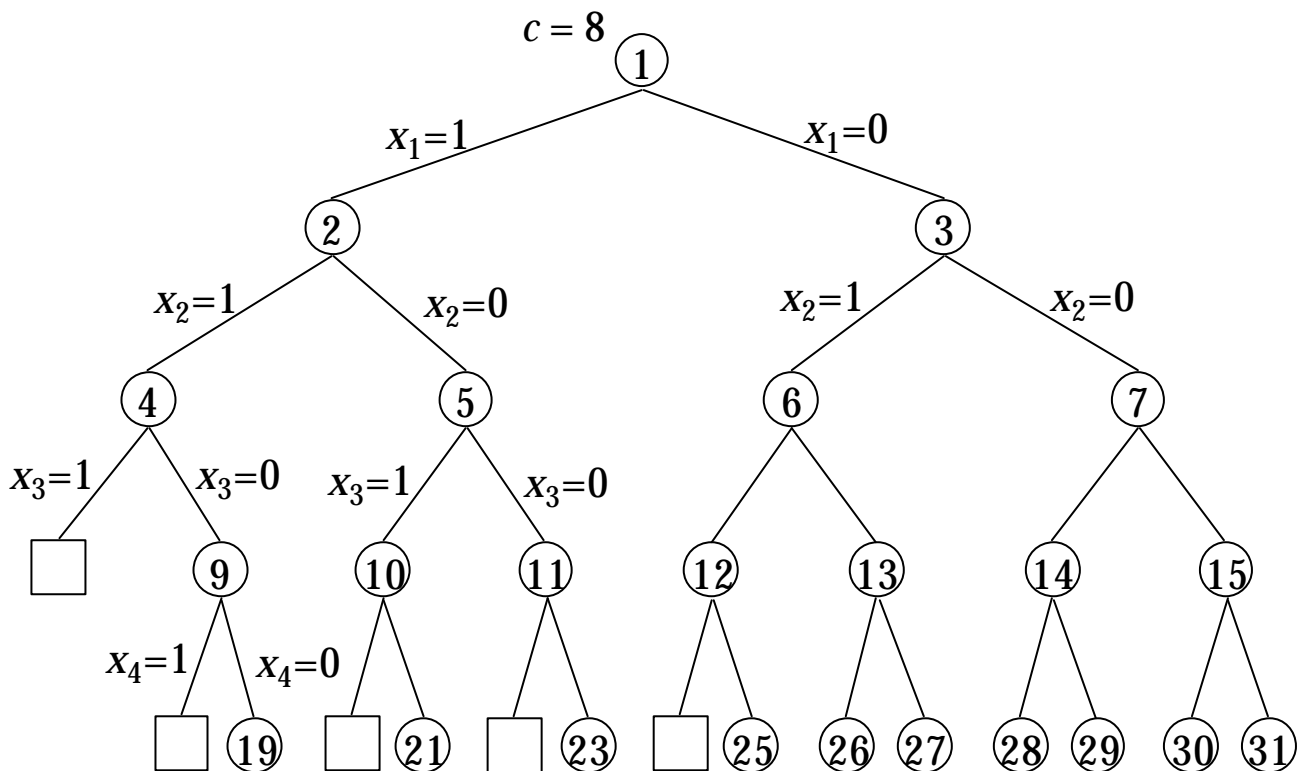 c = 8
1
x₁=1 x₁=0
2 3
x₂=1 x₂=0 x₂=1 x₂=0
4 5 6 7
x₃=1 x₃=0 x₃=1 x₃=0
9 10 11 12 13 14 15
x₄=1 x₄=0
19 21 23 25 26 27 28 29 30 31